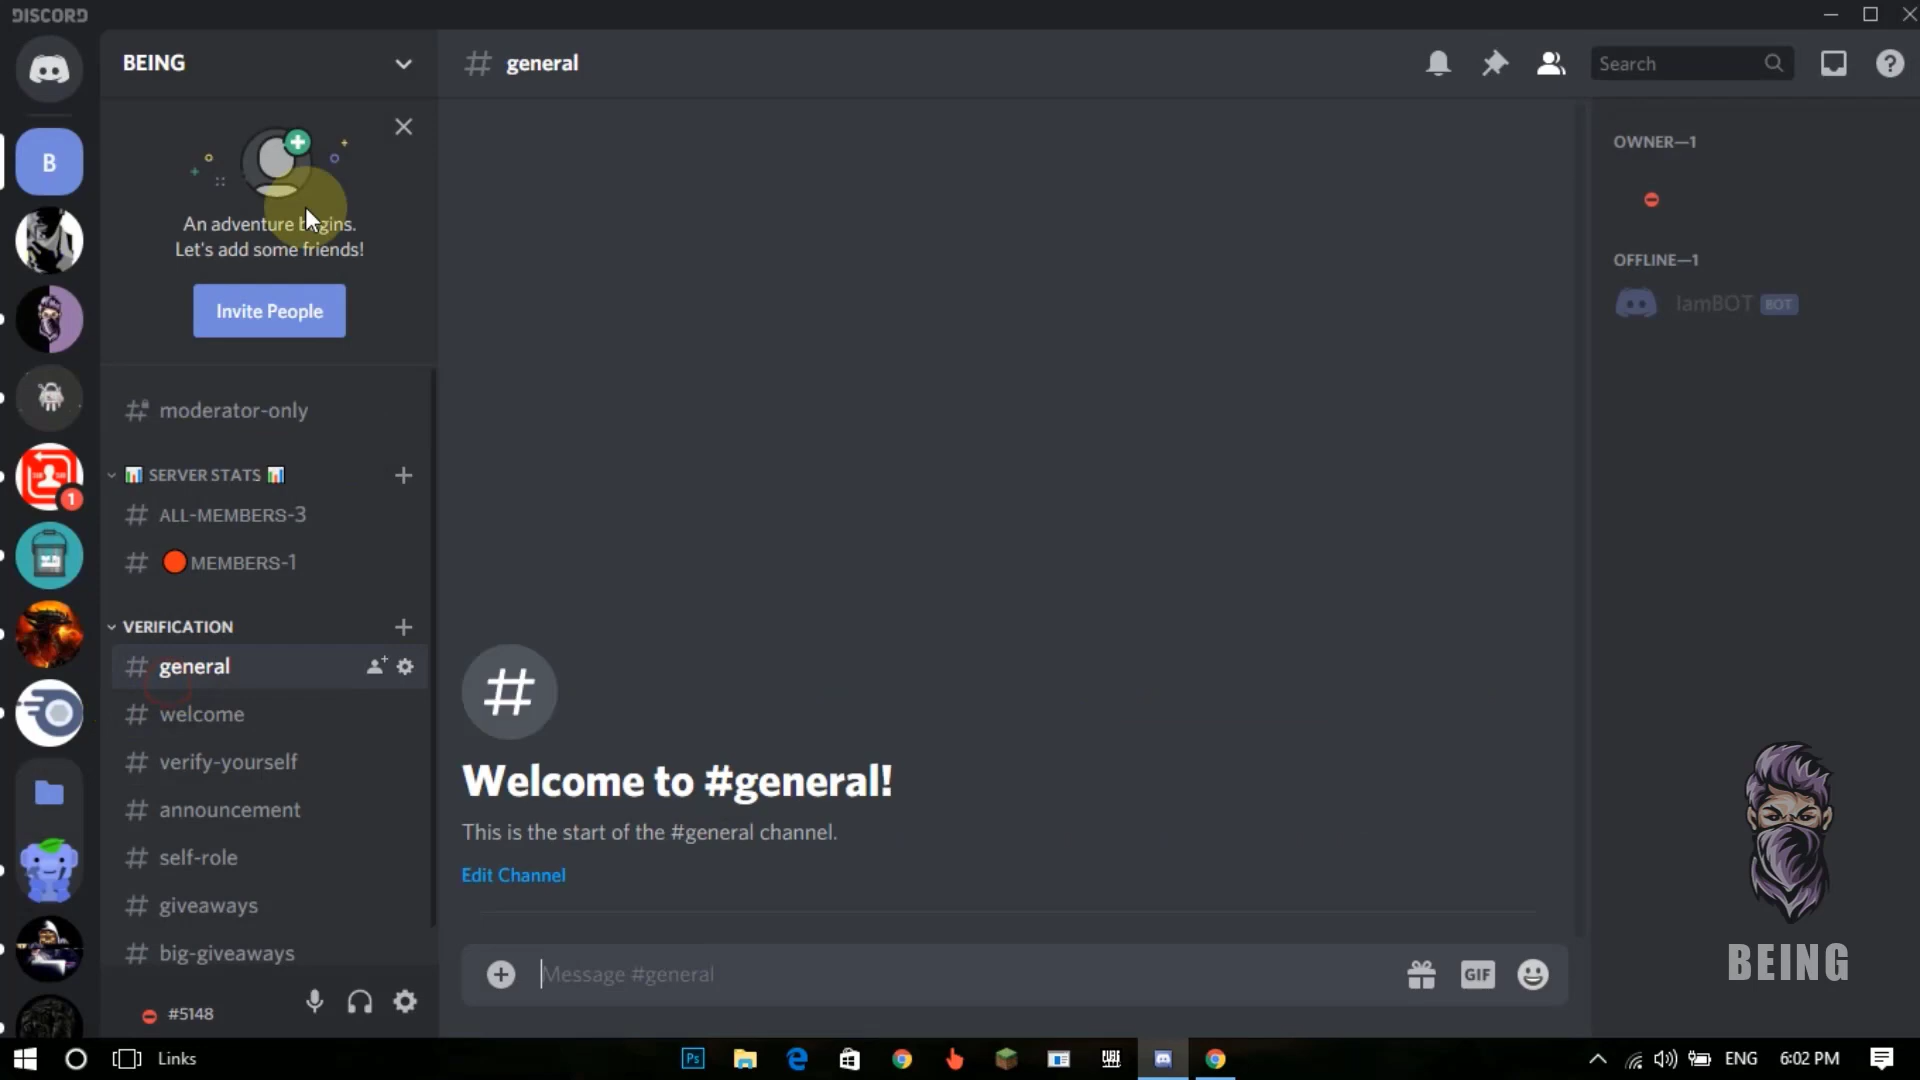 DISCORD
BEING
general
Search
An adventure begins.
Let's add some friends!
Invite People
moderator-only
SERVER STATS
ALL-MEMBERS-3
MEMBERS-1
VERIFICATION
general
welcome
verify-yourself
announcement
self-role
giveaways
big-giveaways
#5148
B
1
Welcome to #general!
This is the start of the #general channel.
Edit Channel
Message #general
GIF
OWNER—1
OFFLINE—1
IamBOT BOT
BEING
Links
Ps
ENG
6:02 PM